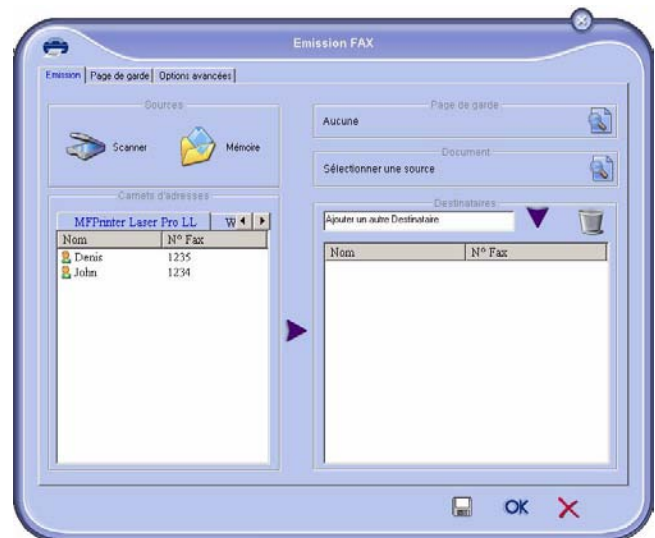 Emission FAX
Emission
Page de garde
Options avancées
Sources
Scanner
Mémoire
Carnets d'adresses
MFPrinter Laser Pro LL
W
Nom N° Fax
Denis 1235
John 1234
Page de garde
Aucune
Document
Sélectionner une source
Destinataires
Ajouter un autre Destinataire
Nom N° Fax
OK